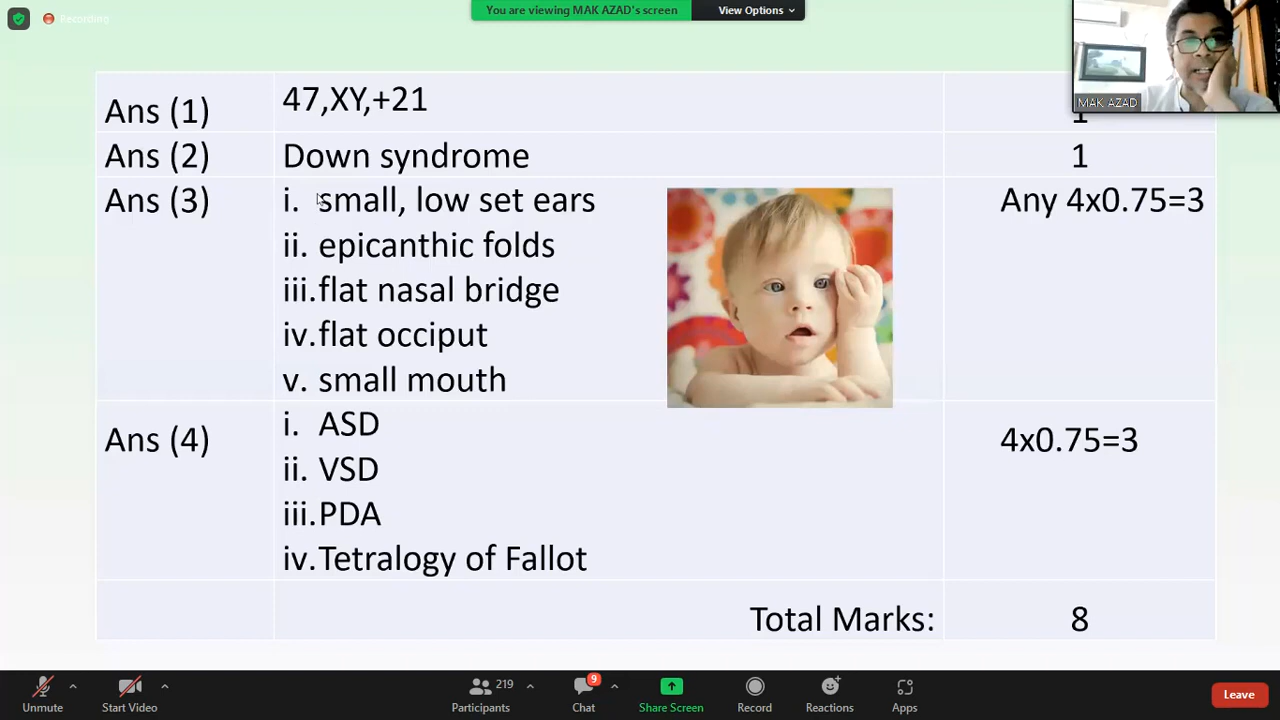 Recording
You are viewing MAK AZAD's screen
View Options
MAK AZAD
Ans (1)
47,XY,+21
1
Ans (2)
Down syndrome
1
Ans (3)
i. small, low set ears
ii. epicanthic folds
iii. flat nasal bridge
iv. flat occiput
v. small mouth
Any 4x0.75=3
Ans (4)
i. ASD
ii. VSD
iii. PDA
iv. Tetralogy of Fallot
4x0.75=3
Total Marks:
8
Unmute
Start Video
219
Participants
9
Chat
Share Screen
Record
Reactions
Apps
Leave